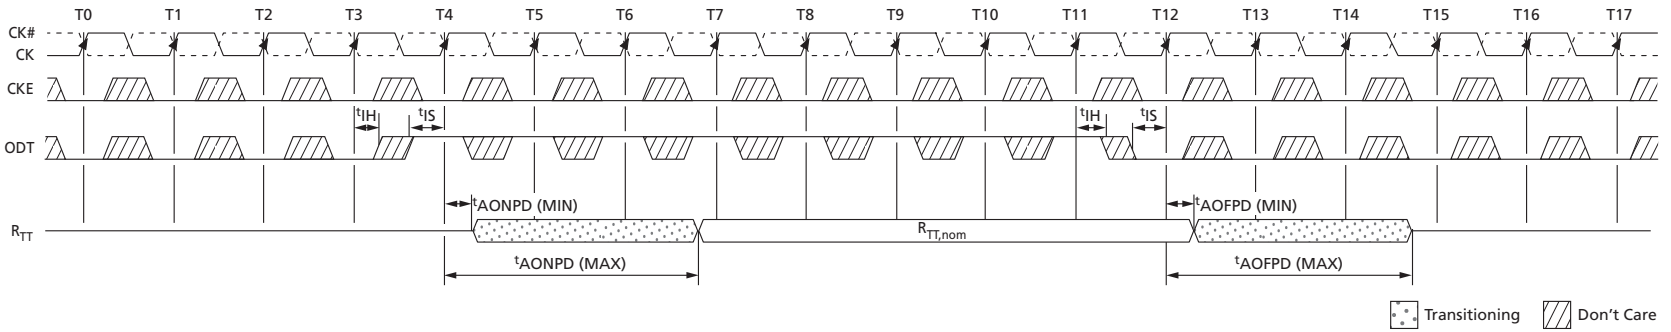 T0 T1 T2 T3 T4 T5 T6 T7 T8 T9 T10 T11 T12 T13 T14 T15 T16 T17
CK#
CK
CKE
tIH tIS tIH tIS
ODT
tAONPD (MIN) tAOFPD (MIN)
RTT RTT,nom
tAONPD (MAX) tAOFPD (MAX)
Transitioning Don't Care